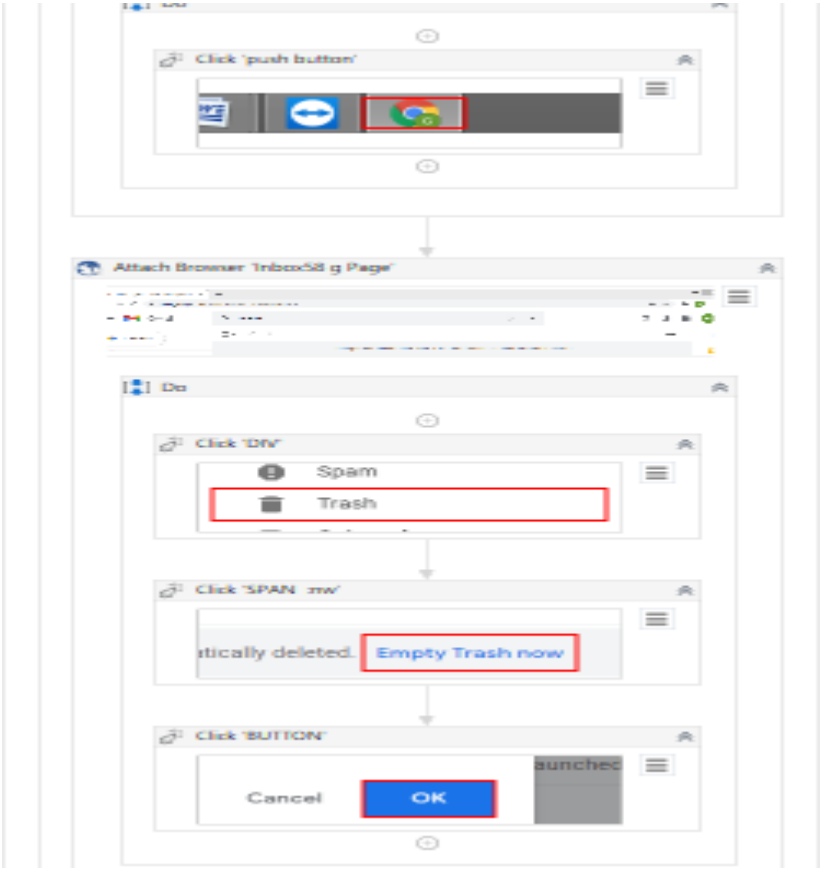 Do
Click 'push button'
Attach Browser 'Inbox58 g Page'
Do
Click 'DIV'
Spam
Trash
Click 'SPAN
atically deleted. Empty Trash now
Click 'BUTTON'
aunchec
Cancel OK